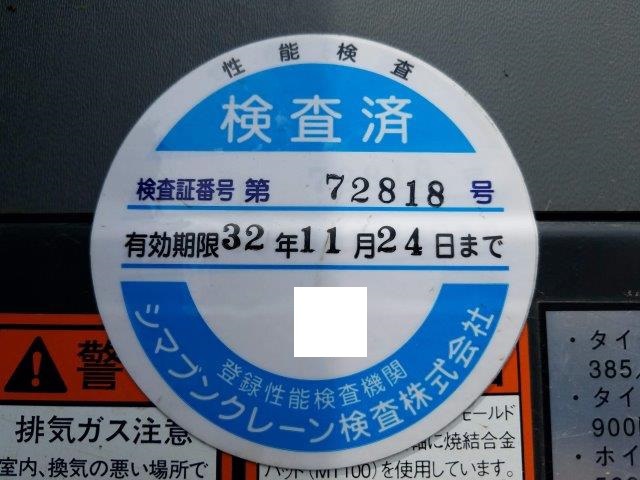 性能検査
検査済
検査証番号 第 72818 号
有効期限 32 年 11 月 24 日まで
登録性能検査機関
シマブンクレーン検査株式会社
警
排気ガス注意
室内、換気の悪い場所で
モールド
軸に焼結合金
パッド(MT100)を使用しています。
・タイ
385/
・タイ
900
・ホイ